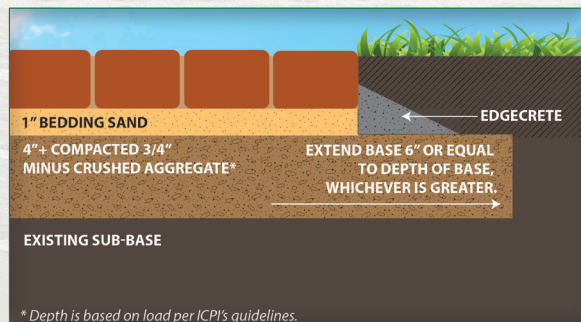 1” BEDDING SAND
EDGECRETE
4”+ COMPACTED 3/4”
MINUS CRUSHED AGGREGATE*
EXTEND BASE 6” OR EQUAL
TO DEPTH OF BASE,
WHICHEVER IS GREATER.
EXISTING SUB-BASE
* Depth is based on load per ICPI’s guidelines.